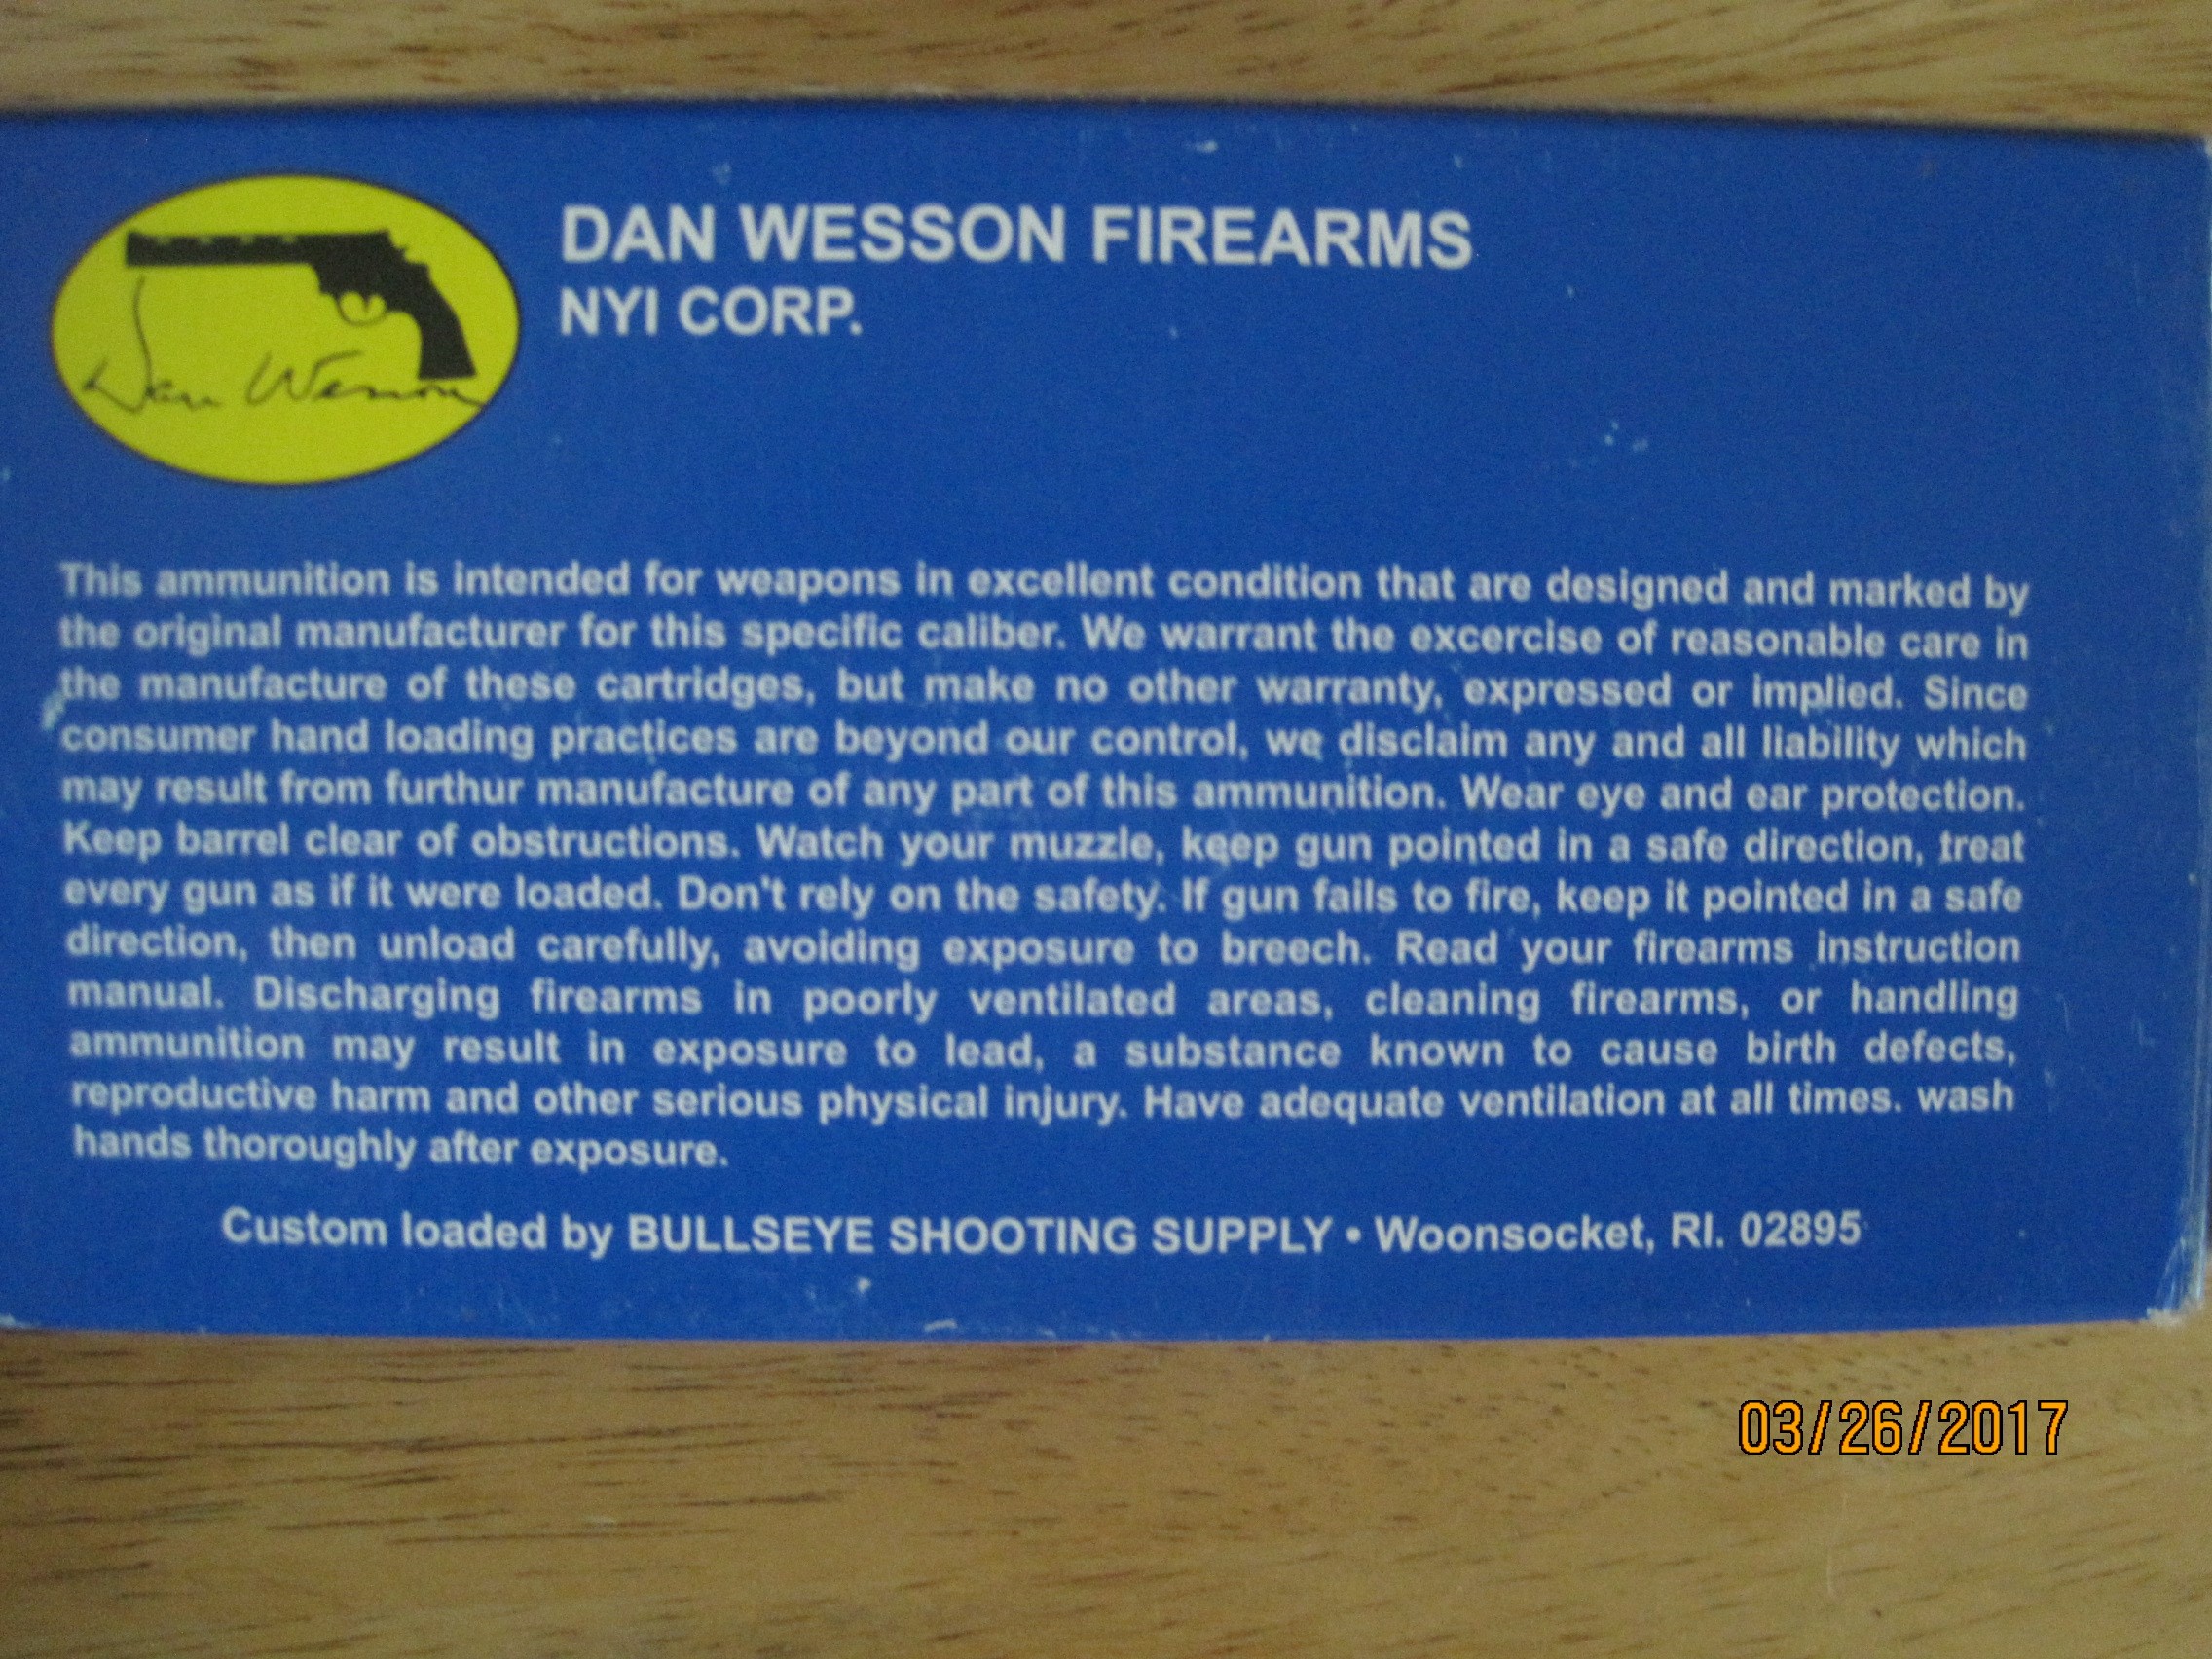 DAN WESSON FIREARMS
NYI CORP.
Dan Wesson
This ammunition is intended for weapons in excellent condition that are designed and marked by
the original manufacturer for this specific caliber. We warrant the excercise of reasonable care in
the manufacture of these cartridges, but make no other warranty, expressed or implied. Since
consumer hand loading practices are beyond our control, we disclaim any and all liability which
may result from furthur manufacture of any part of this ammunition. Wear eye and ear protection.
Keep barrel clear of obstructions. Watch your muzzle, keep gun pointed in a safe direction, treat
every gun as if it were loaded. Don't rely on the safety. If gun fails to fire, keep it pointed in a safe
direction, then unload carefully, avoiding exposure to breech. Read your firearms instruction
manual. Discharging firearms in poorly ventilated areas, cleaning firearms, or handling
ammunition may result in exposure to lead, a substance known to cause birth defects,
reproductive harm and other serious physical injury. Have adequate ventilation at all times. wash
hands thoroughly after exposure.
Custom loaded by BULLSEYE SHOOTING SUPPLY • Woonsocket, RI. 02895
03/26/2017